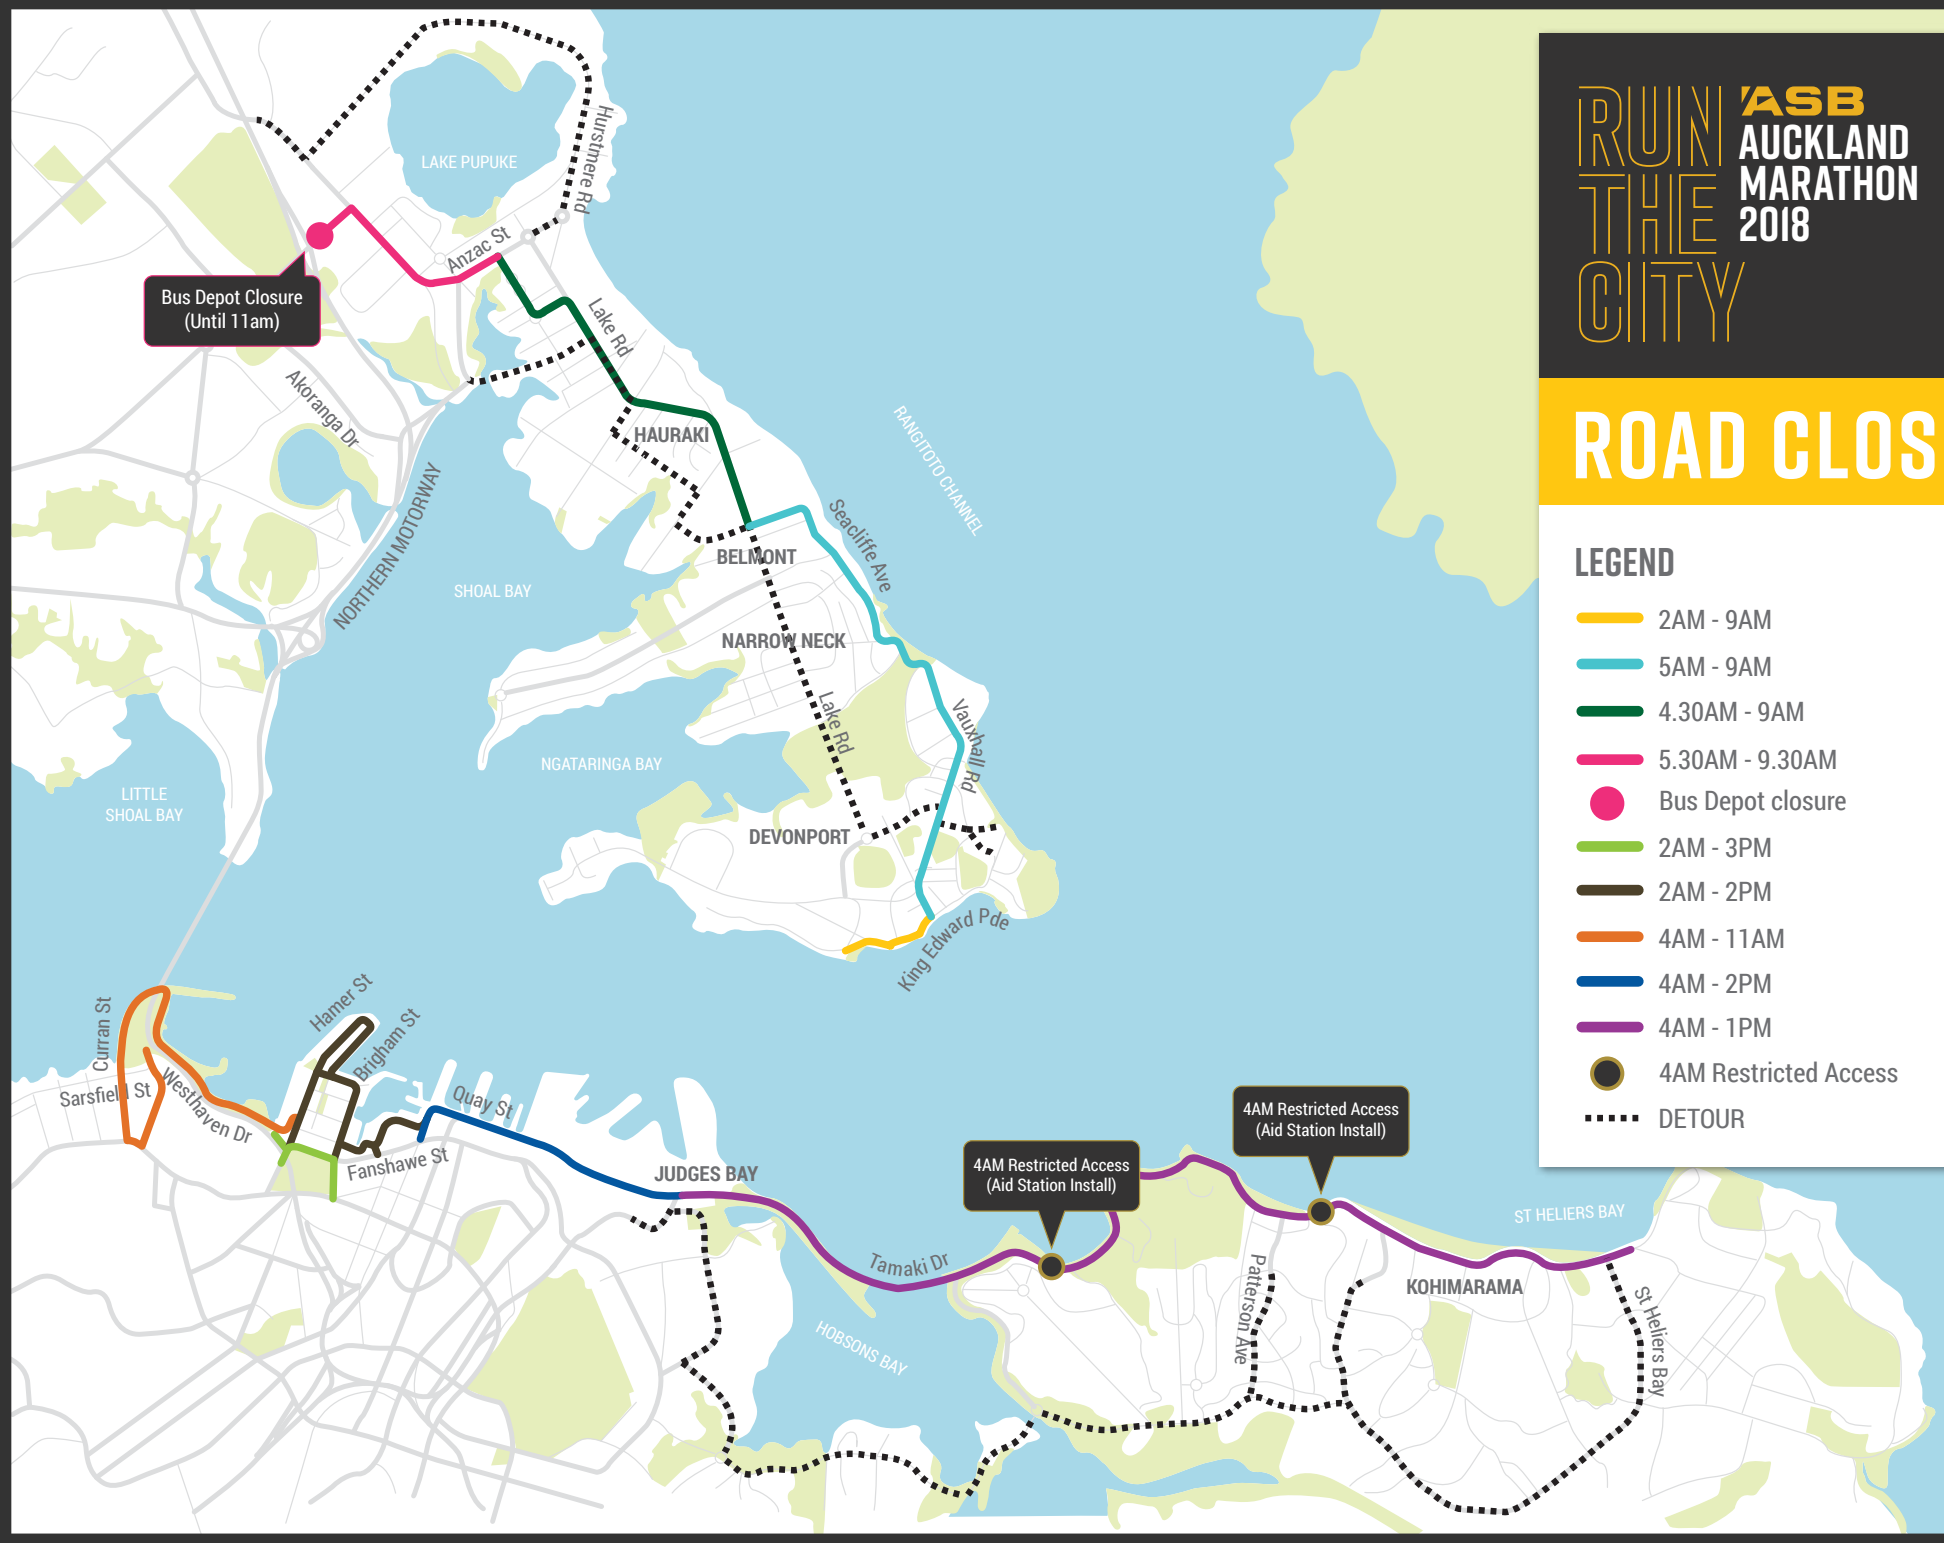 RUN
THE
CITY
ASB
AUCKLAND
MARATHON
2018
ROAD CLOS
LEGEND
2AM - 9AM
5AM - 9AM
4.30AM - 9AM
5.30AM - 9.30AM
Bus Depot closure
2AM - 3PM
2AM - 2PM
4AM - 11AM
4AM - 2PM
4AM - 1PM
4AM Restricted Access
DETOUR
LAKE PUPUKE
Hurstmere Rd
Anzac St
Bus Depot Closure
(Until 11am)
Lake Rd
Akoranga Dr
HAURAKI
RANGITOTO CHANNEL
NORTHERN MOTORWAY
Seacliffe Ave
BELMONT
SHOAL BAY
NARROW NECK
Lake Rd
Vauxhall Rd
NGATARINGA BAY
LITTLE
SHOAL BAY
DEVONPORT
King Edward Pde
Hamer St
Curran St
Brigham St
Sarsfield St
Westhaven Dr
Quay St
Fanshawe St
JUDGES BAY
4AM Restricted Access
(Aid Station Install)
4AM Restricted Access
(Aid Station Install)
ST HELIERS BAY
Tamaki Dr
Patterson Ave
KOHIMARAMA
St Heliers Bay
HOBSONS BAY